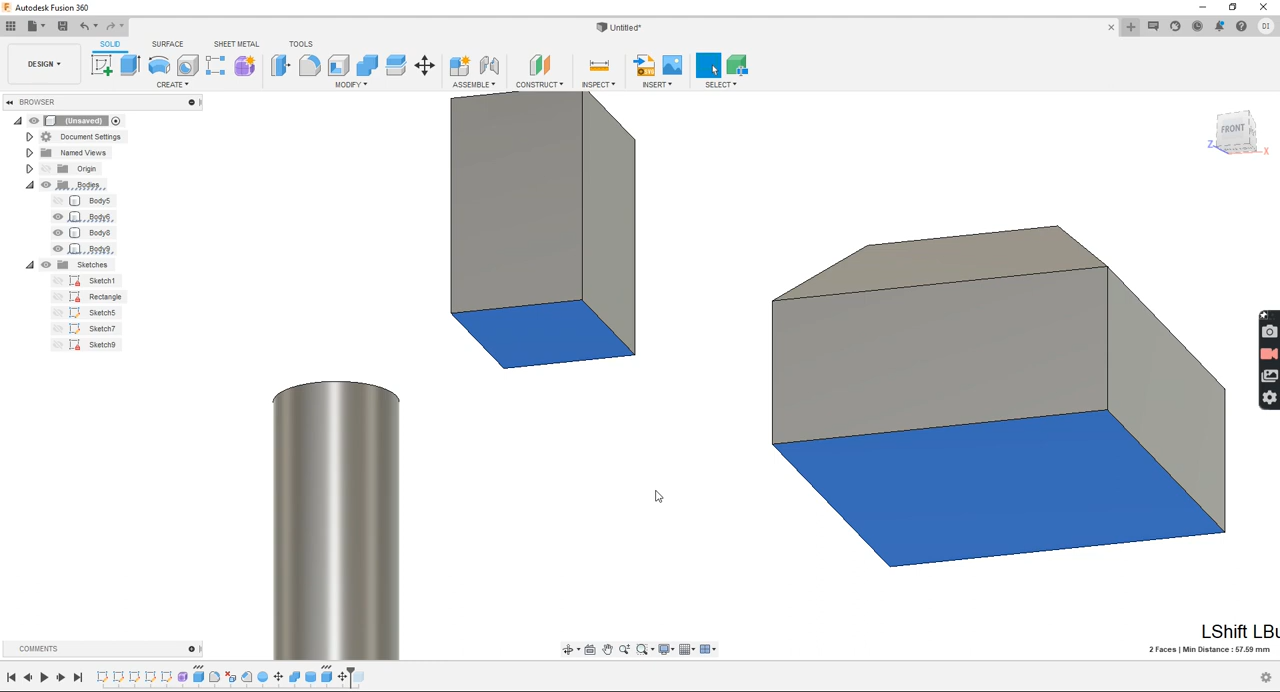 Autodesk Fusion 360
Untitled*
DI
DESIGN
SOLID
SURFACE
SHEET METAL
TOOLS
CREATE
MODIFY
ASSEMBLE
CONSTRUCT
INSPECT
INSERT
SELECT
BROWSER
(Unsaved)
Document Settings
Named Views
Origin
Bodies
Body5
Body6
Body8
Body9
Sketches
Sketch1
Rectangle
Sketch5
Sketch7
Sketch9
FRONT
Z
X
LShift LBu
2 Faces | Min Distance : 57.59 mm
COMMENTS